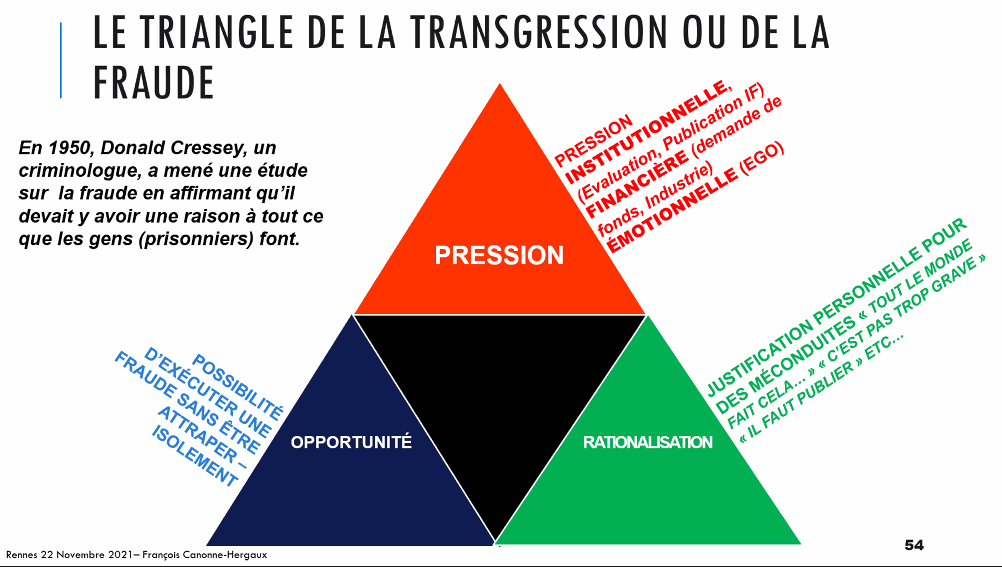 LE TRIANGLE DE LA TRANSGRESSION OU DE LA
FRAUDE
En 1950, Donald Cressey, un
criminologue, a mené une étude
sur la fraude en affirmant qu'il
devait y avoir une raison à tout ce
que les gens (prisonniers) font.
PRESSION
INSTITUTIONNELLE,
(Evaluation, Publication IF)
FINANCIÈRE (demande de
fonds, Industrie)
ÉMOTIONNELLE (EGO)
PRESSION
POSSIBILITÉ
D'EXÉCUTER UNE
FRAUDE SANS ÊTRE
ATTRAPER –
ISOLEMENT
OPPORTUNITÉ
RATIONALISATION
JUSTIFICATION PERSONNELLE POUR
DES MÉCONDUITES « TOUT LE MONDE
FAIT CELA... » « C'EST PAS TROP GRAVE »
« IL FAUT PUBLIER » ETC...
Rennes 22 Novembre 2021– François Canonne-Hergaux
54